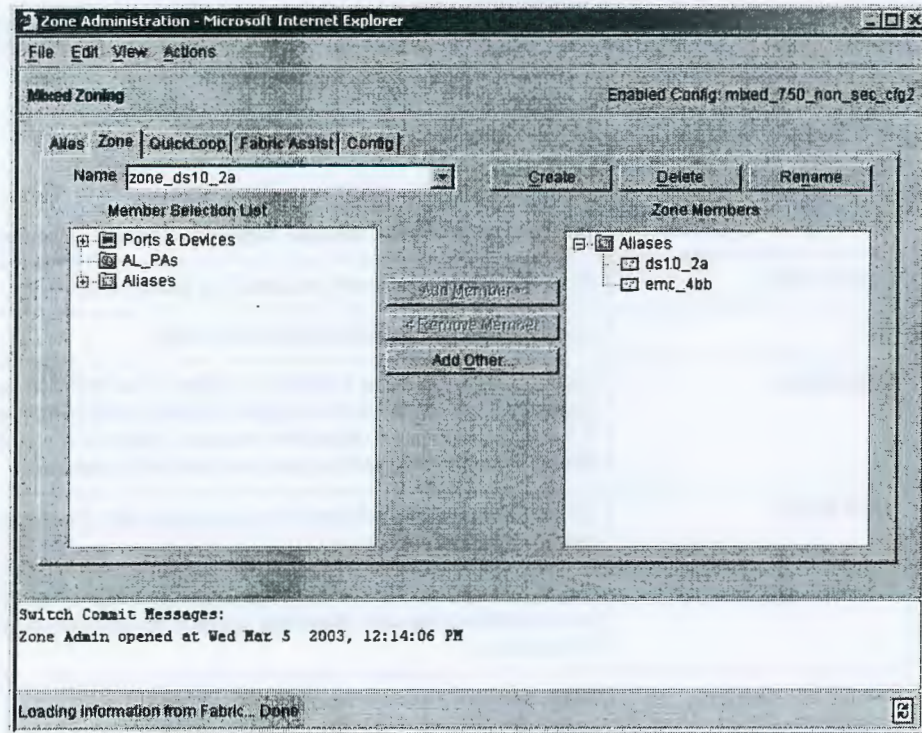 Zone Administration - Microsoft Internet Explorer
File Edit View Actions
Mixed Zoning
Enabled Config: mixed_750_non_sec_cfg2
Alias Zone QuickLoop Fabric Assist Config
Name zone_ds10_2a
Create Delete Rename
Member Selection List
Zone Members
Ports & Devices
AL_PAs
Aliases
Add Member
Remove Member
Add Other...
Aliases
ds10_2a
emc_4bb
Switch Commit Messages:
Zone Admin opened at Wed Mar 5 2003, 12:14:06 PM
Loading information from Fabric... Done